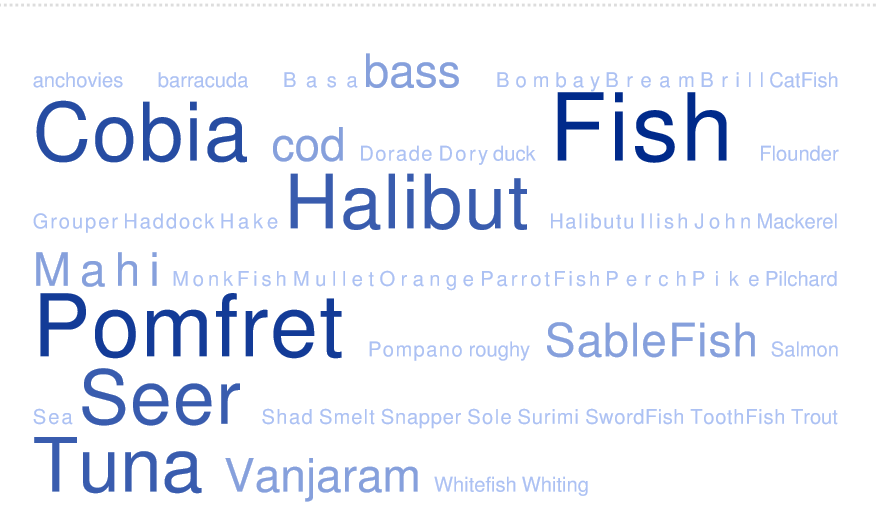 anchovies barracuda Basa bass Bombay Bream Brill CatFish
Cobia cod Dorade Dory duck Fish Flounder
Grouper Haddock Hake Halibut Halibutu Ilish John Mackerel
Mahi MonkFish Mullet Orange ParrotFish Perch Pike Pilchard
Pomfret Pompano roughy SableFish Salmon
Sea Seer Shad Smelt Snapper Sole Surimi SwordFish ToothFish Trout
Tuna Vanjaram Whitefish Whiting